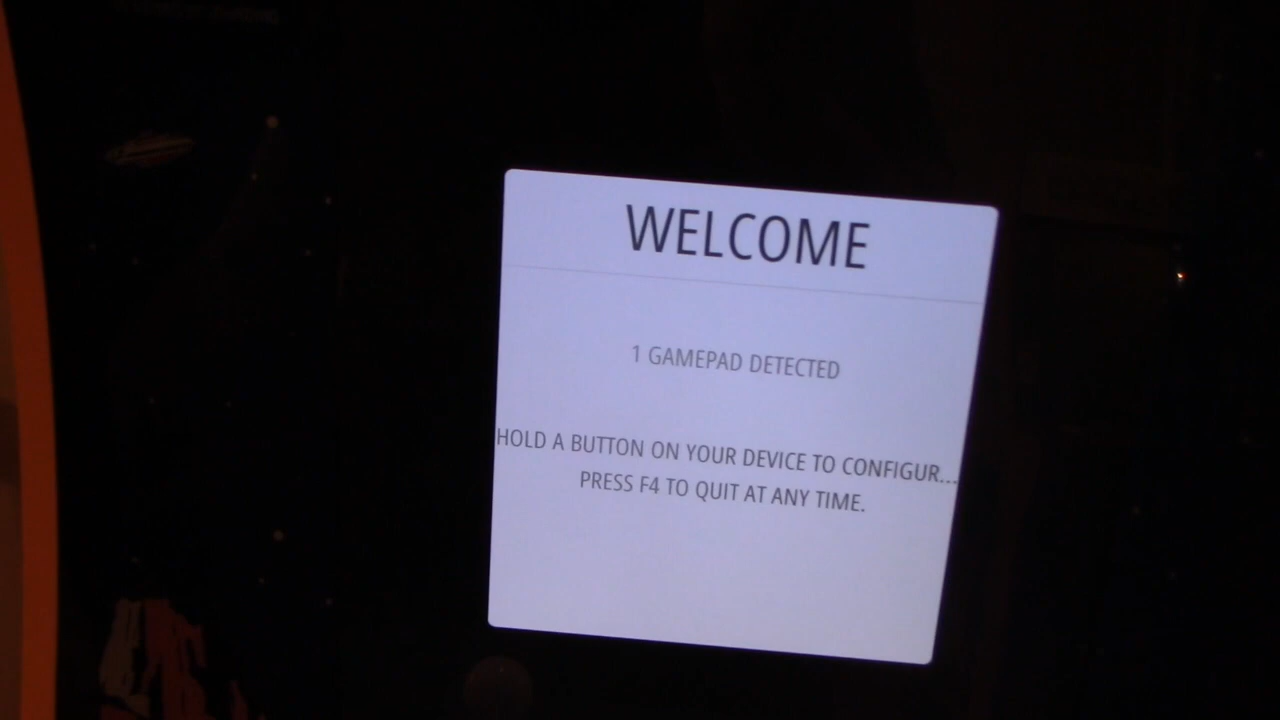 WELCOME
1 GAMEPAD DETECTED
HOLD A BUTTON ON YOUR DEVICE TO CONFIGUR...
PRESS F4 TO QUIT AT ANY TIME.